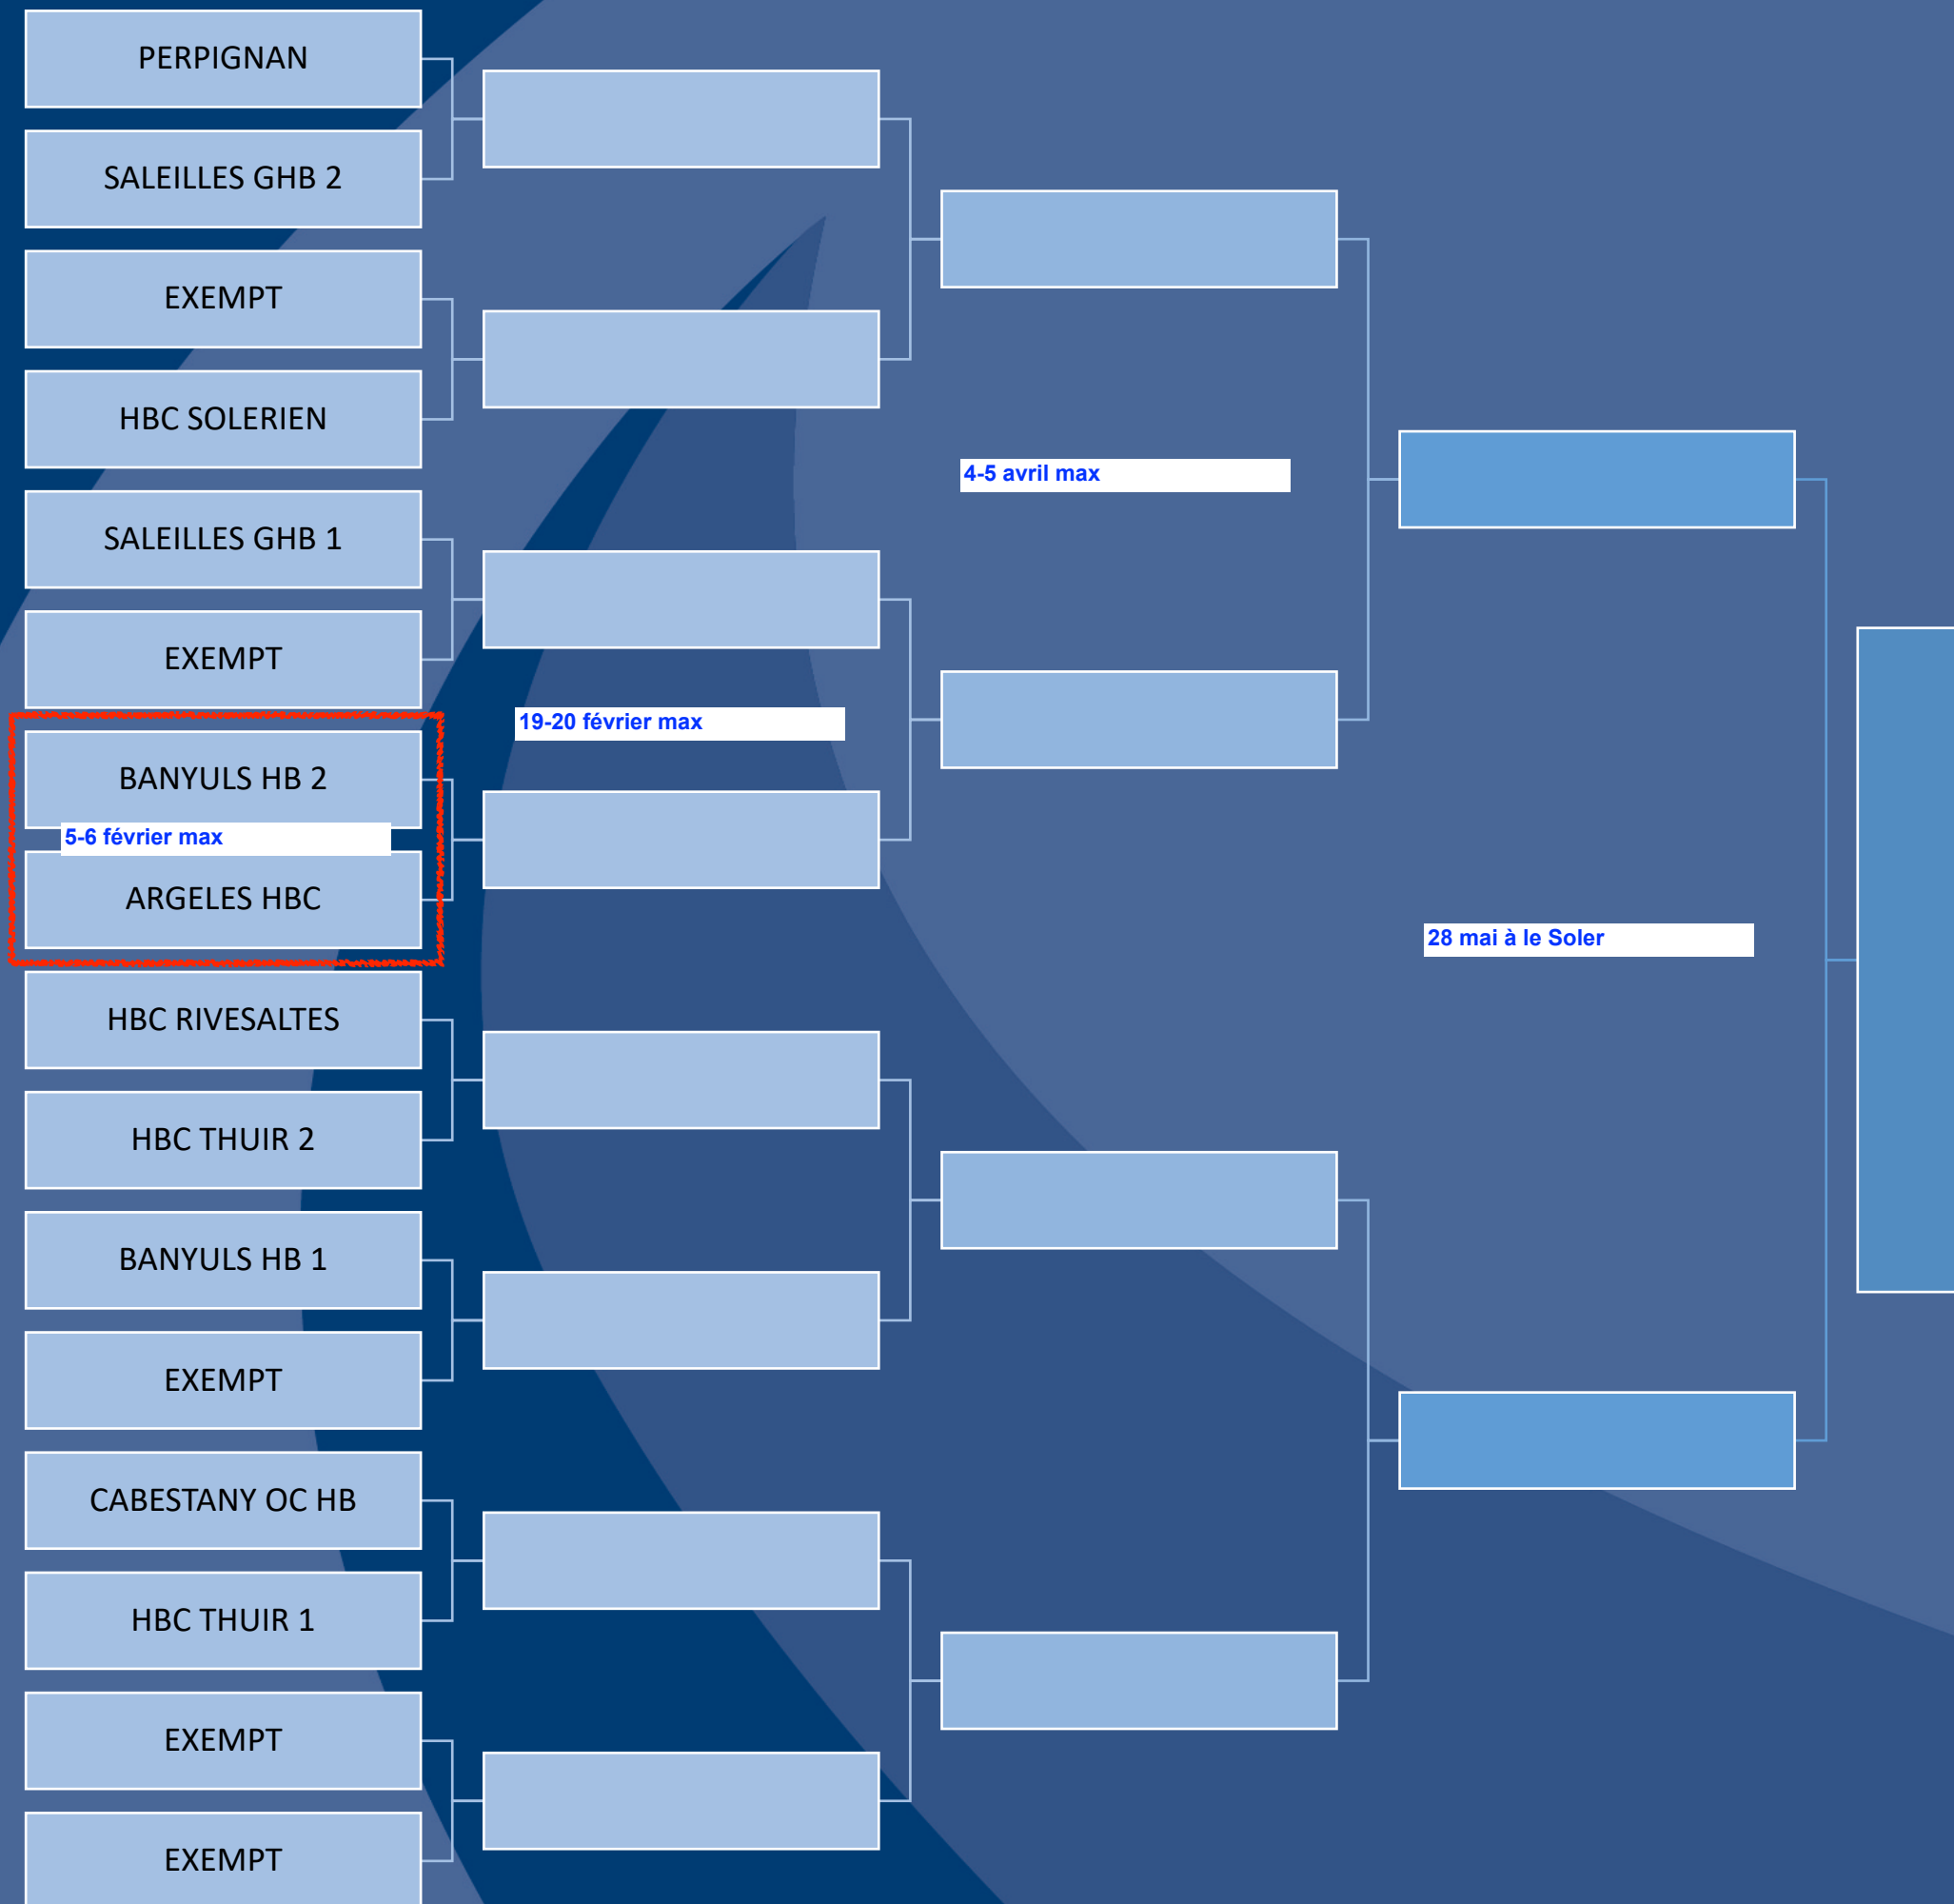 PERPIGNAN
SALEILLES GHB 2
EXEMPT
HBC SOLERIEN
SALEILLES GHB 1
EXEMPT
BANYULS HB 2
5-6 février max
ARGELES HBC
HBC RIVESALTES
HBC THUIR 2
BANYULS HB 1
EXEMPT
CABESTANY OC HB
HBC THUIR 1
EXEMPT
EXEMPT
19-20 février max
4-5 avril max
28 mai à le Soler